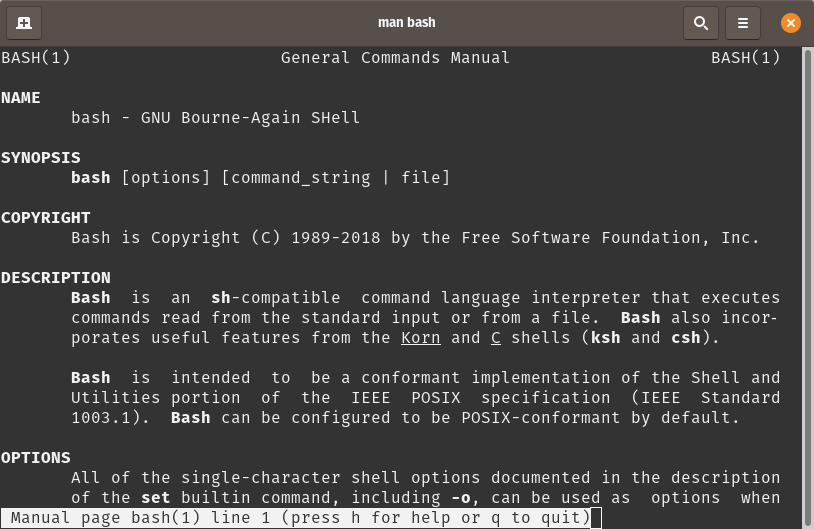 man bash
BASH(1) General Commands Manual BASH(1)
NAME
bash - GNU Bourne-Again SHell
SYNOPSIS
bash [options] [command_string | file]
COPYRIGHT
Bash is Copyright (C) 1989-2018 by the Free Software Foundation, Inc.
DESCRIPTION
Bash is an sh-compatible command language interpreter that executes
commands read from the standard input or from a file. Bash also incor-
porates useful features from the Korn and C shells (ksh and csh).
Bash is intended to be a conformant implementation of the Shell and
Utilities portion of the IEEE POSIX specification (IEEE Standard
1003.1). Bash can be configured to be POSIX-conformant by default.
OPTIONS
All of the single-character shell options documented in the description
of the set builtin command, including -o, can be used as options when
Manual page bash(1) line 1 (press h for help or q to quit)